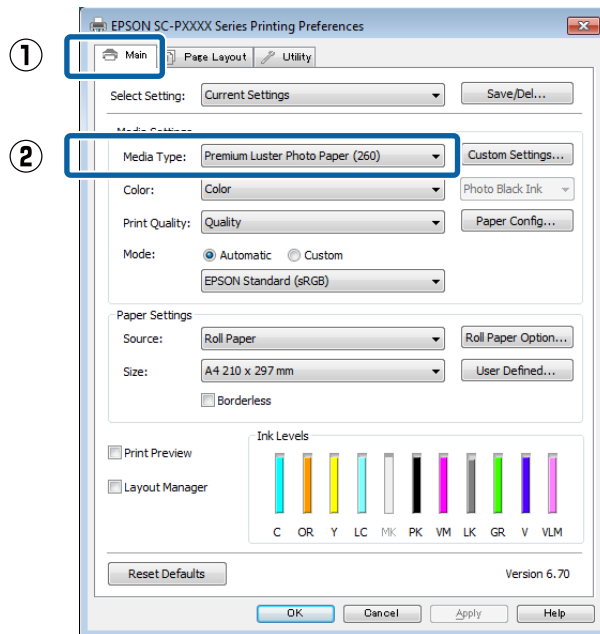 EPSON SC-PXXXX Series Printing Preferences
① Main Page Layout Utility
Select Setting: Current Settings Save/Del...
Media Settings
② Media Type: Premium Luster Photo Paper (260) Custom Settings...
Color: Color Photo Black Ink
Print Quality: Quality Paper Config...
Mode: Automatic Custom
EPSON Standard (sRGB)
Paper Settings
Source: Roll Paper Roll Paper Option...
Size: A4 210 x 297 mm User Defined...
Borderless
Ink Levels
Print Preview
Layout Manager
C OR Y LC MK PK VM LK GR V VLM
Reset Defaults Version 6.70
OK Cancel Apply Help